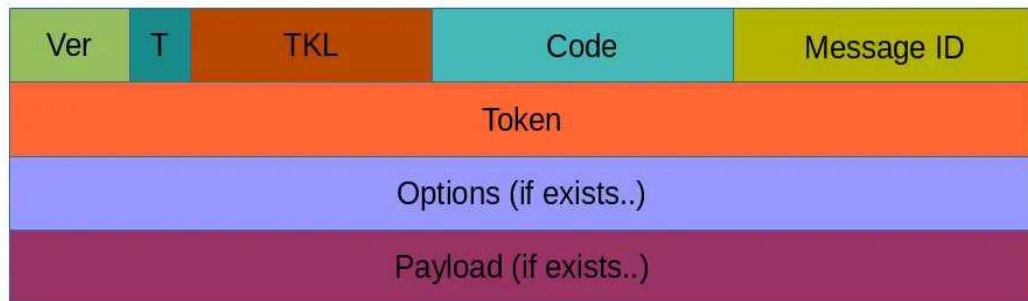 Ver T TKL Code Message ID
Token
Options (if exists..)
Payload (if exists..)